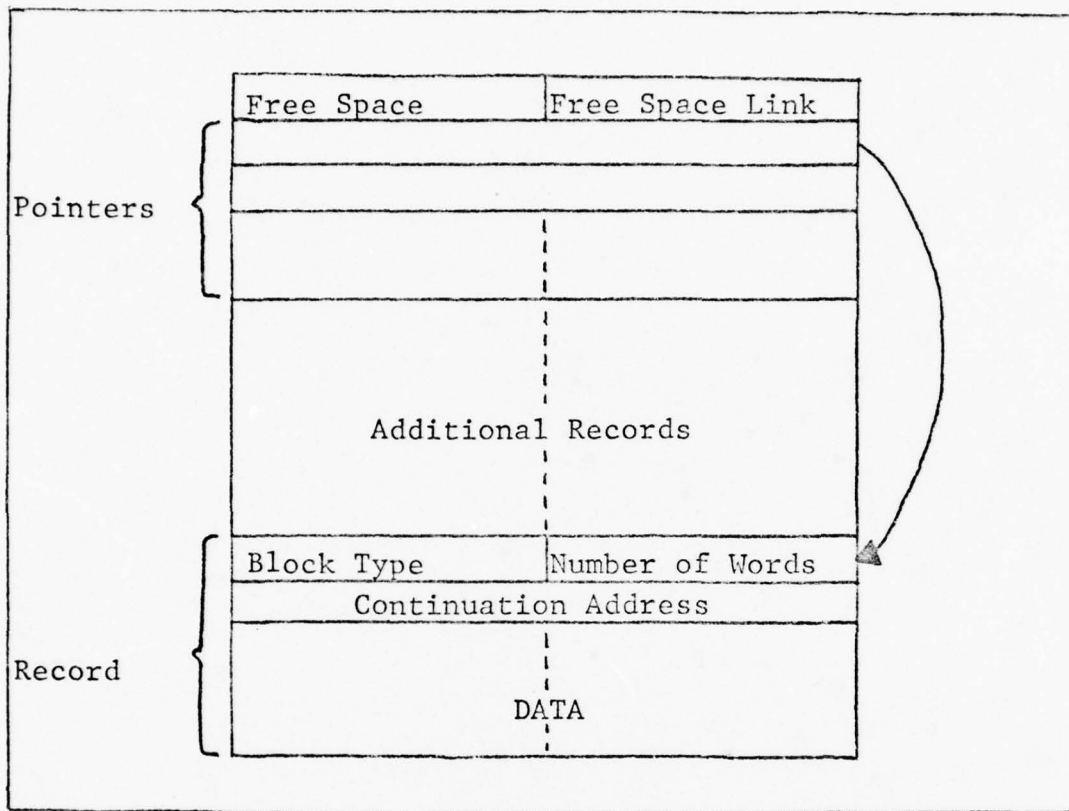 Free Space Free Space Link
Pointers
Additional Records
Block Type Number of Words
Continuation Address
Record
DATA